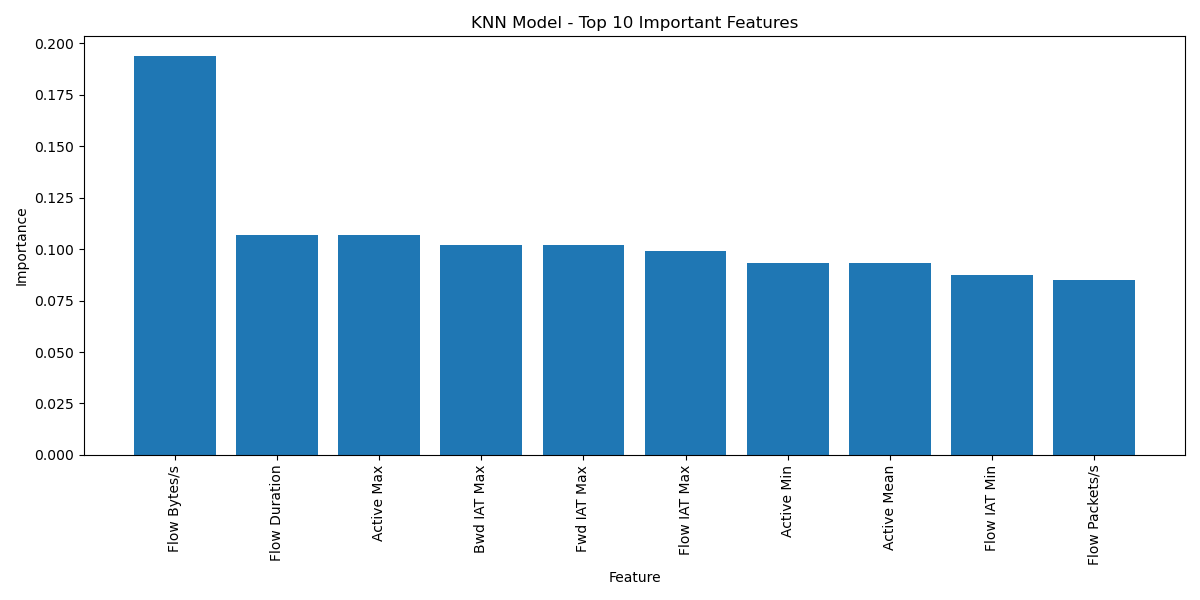 KNN Model - Top 10 Important Features
Importance
0.200
0.175
0.150
0.125
0.100
0.075
0.050
0.025
0.000
Flow Bytes/s
Flow Duration
Active Max
Bwd IAT Max
Fwd IAT Max
Flow IAT Max
Active Min
Active Mean
Flow IAT Min
Flow Packets/s
Feature